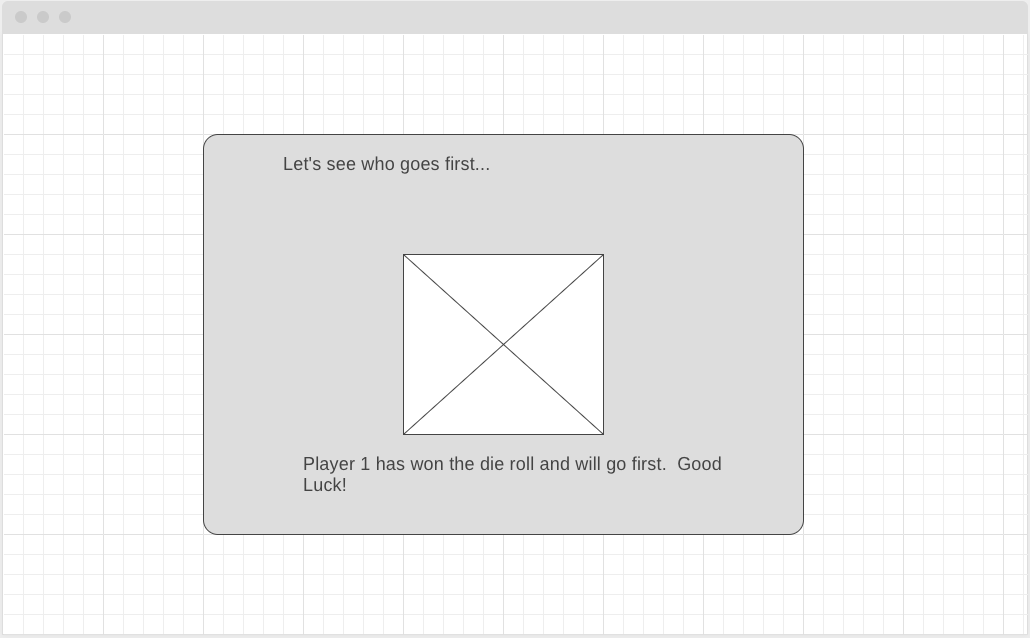 Let's see who goes first...
Player 1 has won the die roll and will go first.  Good
Luck!